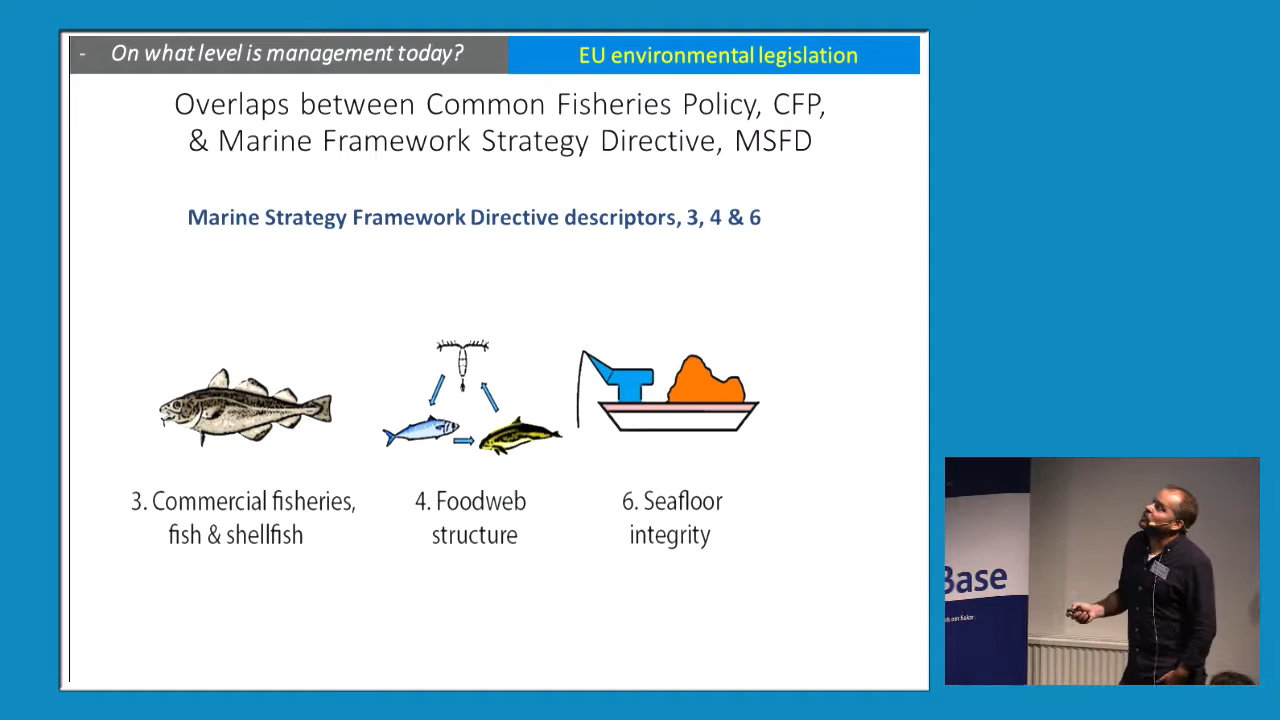 - On what level is management today?
EU environmental legislation
Overlaps between Common Fisheries Policy, CFP,
& Marine Framework Strategy Directive, MSFD
Marine Strategy Framework Directive descriptors, 3, 4 & 6
3. Commercial fisheries,
fish & shellfish
4. Foodweb
structure
6. Seafloor
integrity
Base
om fiskar